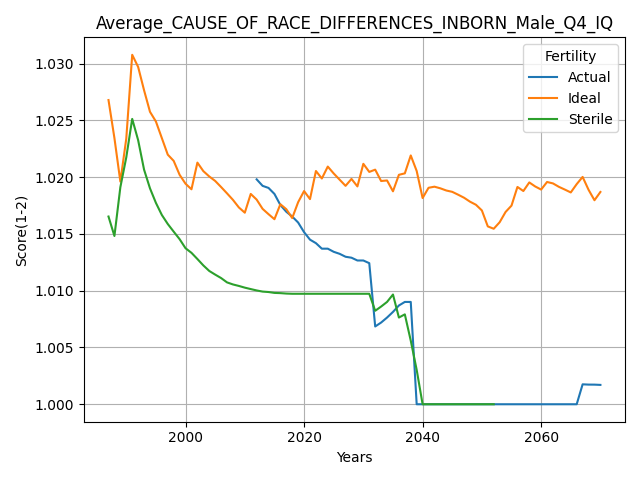 Average_CAUSE_OF_RACE_DIFFERENCES_INBORN_Male_Q4_IQ
Fertility
Actual
Ideal
Sterile
Score(1-2)
1.030
1.025
1.020
1.015
1.010
1.005
1.000
2000
2020
2040
2060
Years